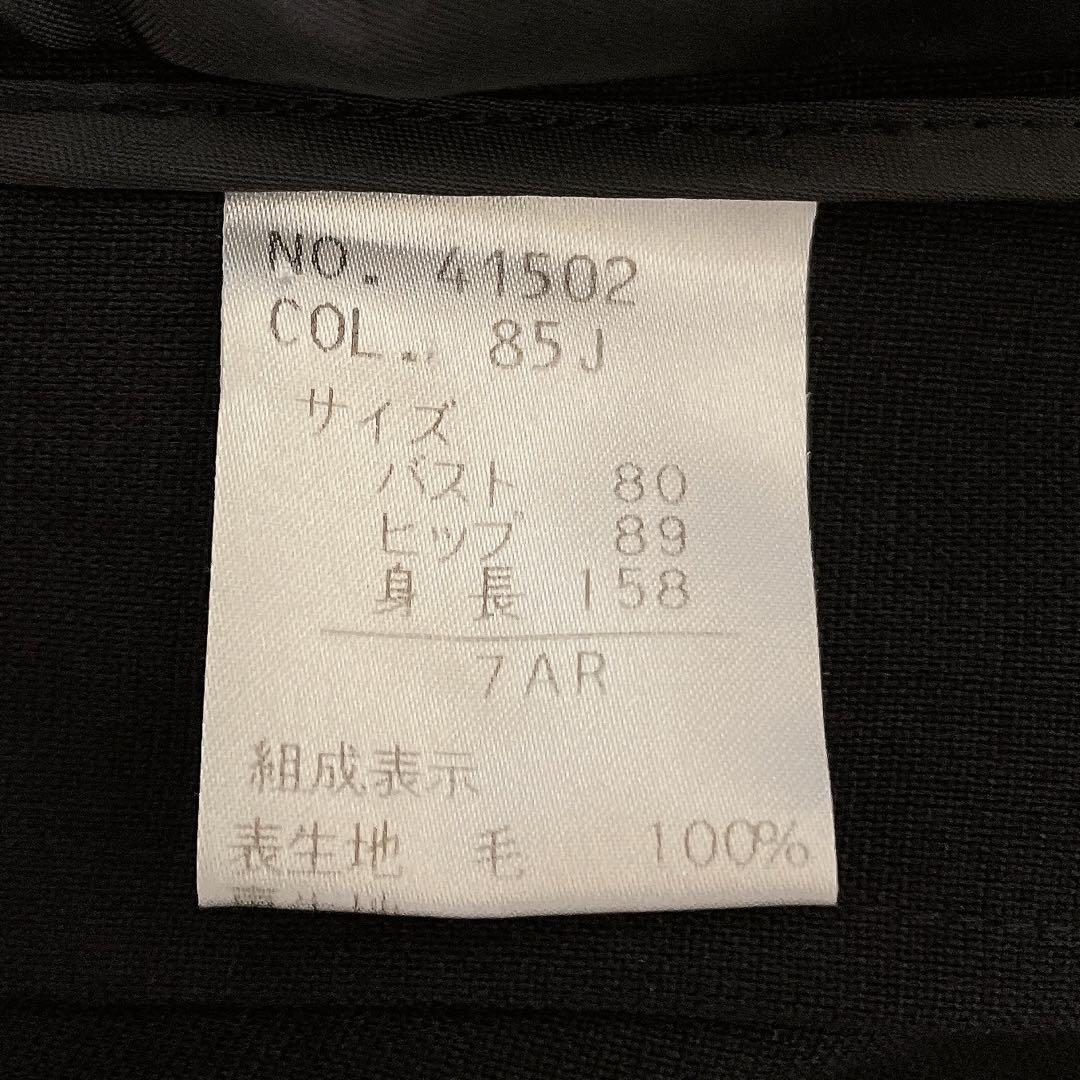 NO. 41502
COL.. 85J
サイズ
バスト 80
ヒップ 89
身長 158
7AR
組成表示
表生地 毛 100%